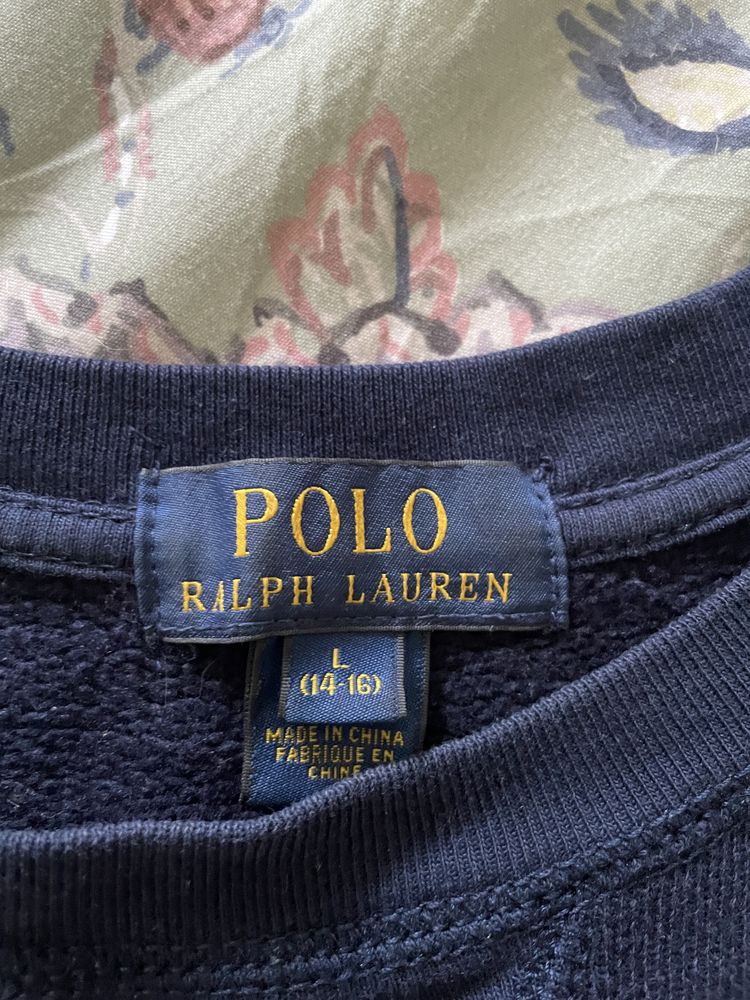 POLO
RALPH LAUREN
L
(14-16)
MADE IN CHINA
FABRIQUE EN
CHINE